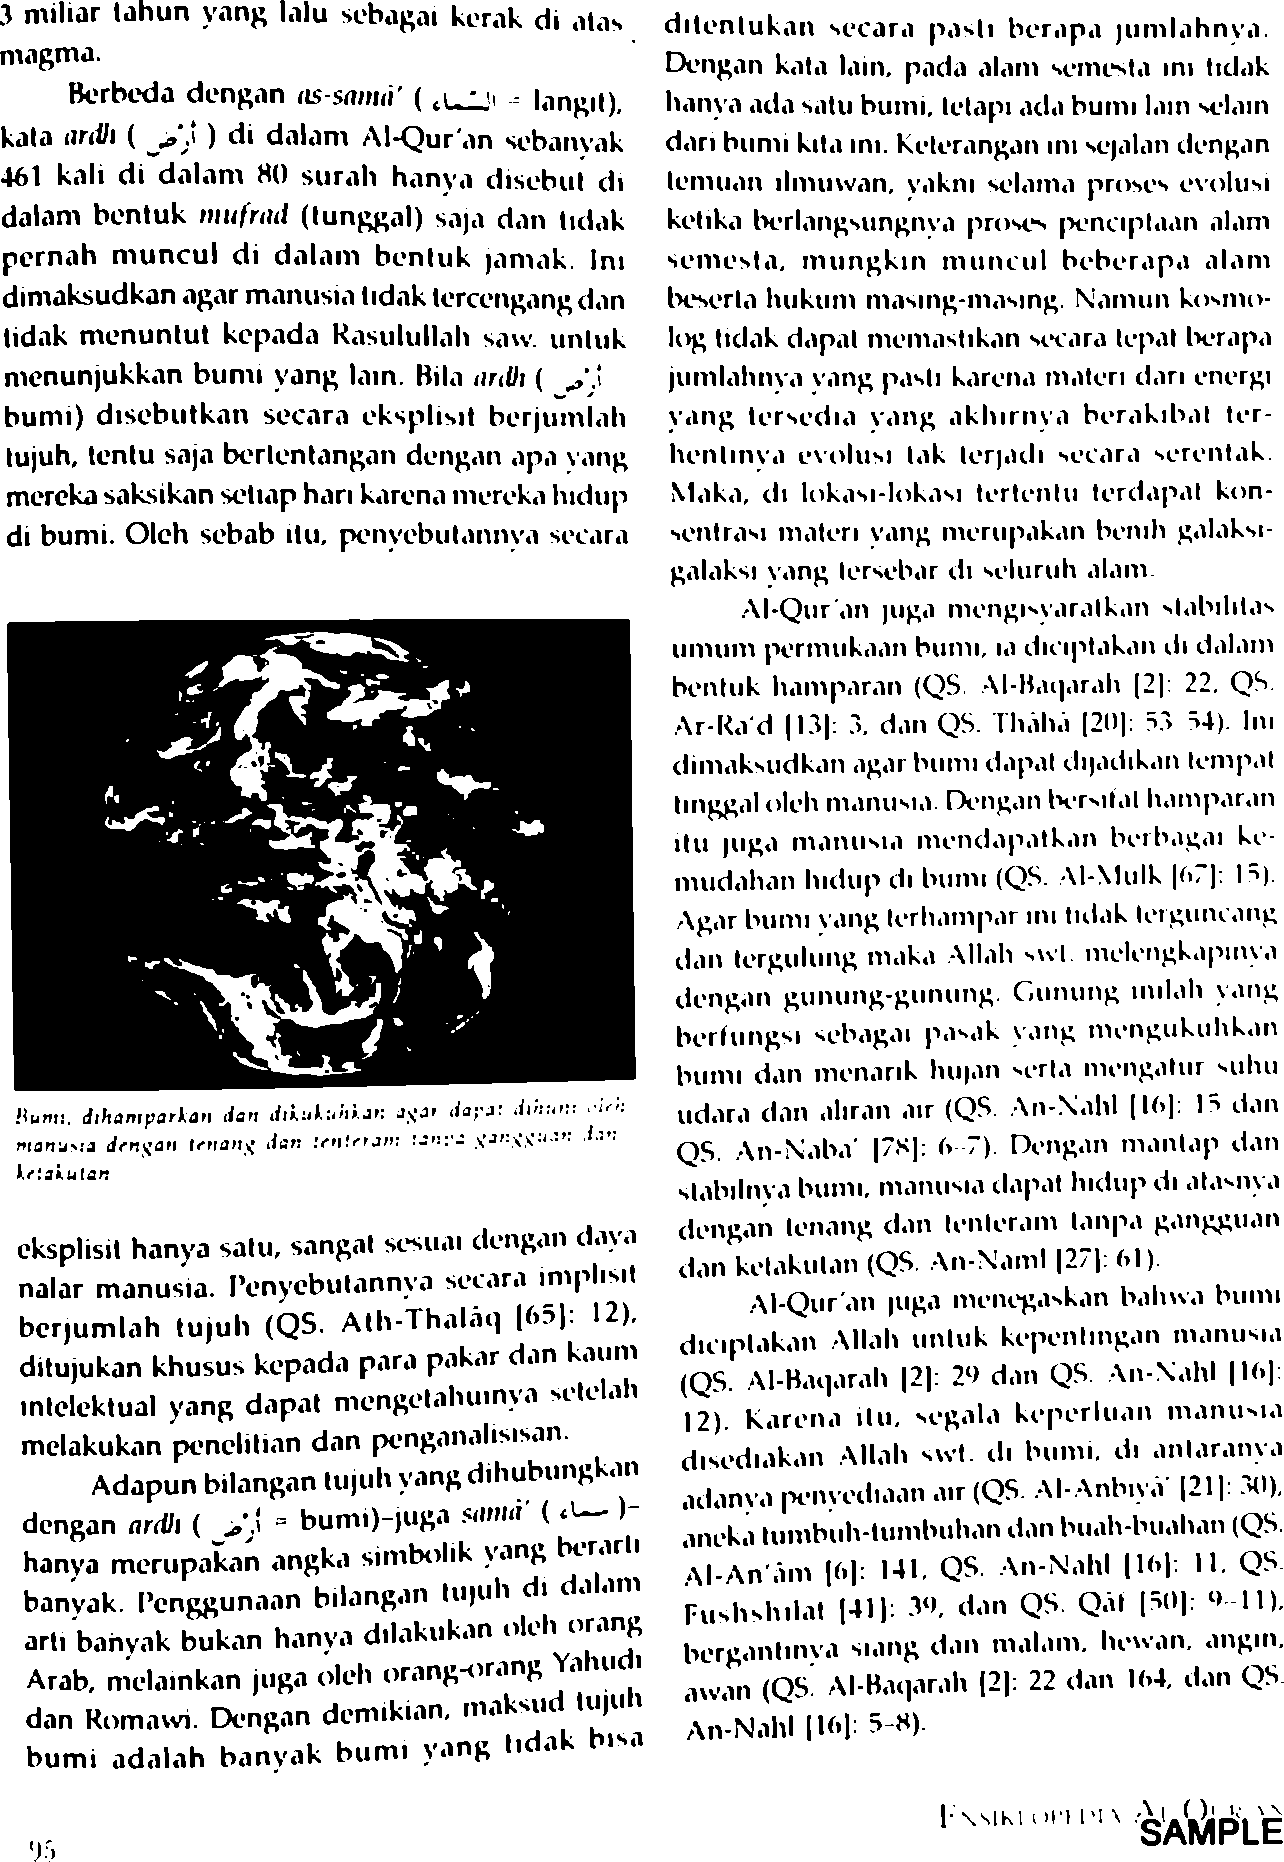 3 miliar tahun yang lalu sebagai kerak di atas
magma.
Berbeda dengan as-samâ' ( السَّمَاء = langit),
kata ardh ( أَرْض ) di dalam Al-Qur'an sebanyak
461 kali di dalam 80 surah hanya disebut di
dalam bentuk mufrad (tunggal) saja dan tidak
pernah muncul di dalam bentuk jamak. Ini
dimaksudkan agar manusia tidak tercengang dan
tidak menuntut kepada Rasulullah saw. untuk
menunjukkan bumi yang lain. Bila ardh ( أَرْض
bumi) disebutkan secara eksplisit berjumlah
tujuh, tentu saja bertentangan dengan apa yang
mereka saksikan setiap hari karena mereka hidup
di bumi. Oleh sebab itu, penyebutannya secara
Bumi, dihamparkan dan dikukuhkan agar dapat dihuni oleh
manusia dengan tenang dan tenteram tanpa gangguan dan
ketakutan
eksplisit hanya satu, sangat sesuai dengan daya
nalar manusia. Penyebutannya secara implisit
berjumlah tujuh (QS. Ath-Thalâq [65]: 12),
ditujukan khusus kepada para pakar dan kaum
intelektual yang dapat mengetahuinya setelah
melakukan penelitian dan penganalisisan.
Adapun bilangan tujuh yang dihubungkan
dengan ardh ( أَرْض = bumi)-juga samâ' ( سَمَاء )-
hanya merupakan angka simbolik yang berarti
banyak. Penggunaan bilangan tujuh di dalam
arti banyak bukan hanya dilakukan oleh orang
Arab, melainkan juga oleh orang-orang Yahudi
dan Romawi. Dengan demikian, maksud tujuh
bumi adalah banyak bumi yang tidak bisa
ditentukan secara pasti berapa jumlahnya.
Dengan kata lain, pada alam semesta ini tidak
hanya ada satu bumi, tetapi ada bumi lain selain
dari bumi kita ini. Keterangan ini sejalan dengan
temuan ilmuwan, yakni selama proses evolusi
ketika berlangsungnya proses penciptaan alam
semesta, mungkin muncul beberapa alam
beserta hukum masing-masing. Namun kosmo-
log tidak dapat memastikan secara tepat berapa
jumlahnya yang pasti karena materi dari energi
yang tersedia yang akhirnya berakibat ter-
hentinya evolusi tak terjadi secara serentak.
Maka, di lokasi-lokasi tertentu terdapat kon-
sentrasi materi yang merupakan benih galaksi-
galaksi yang tersebar di seluruh alam.
Al-Qur'an juga mengisyaratkan stabilitas
umum permukaan bumi, ia diciptakan di dalam
bentuk hamparan (QS. Al-Baqarah [2]: 22, QS.
Ar-Ra'd [13]: 3, dan QS. Thâhâ [20]: 53-54). Ini
dimaksudkan agar bumi dapat dijadikan tempat
tinggal oleh manusia. Dengan bersifat hamparan
itu juga manusia mendapatkan berbagai ke-
mudahan hidup di bumi (QS. Al-Mulk [67]: 15).
Agar bumi yang terhampar ini tidak terguncang
dan tergulung maka Allah swt. melengkapinya
dengan gunung-gunung. Gunung inilah yang
berfungsi sebagai pasak yang mengukuhkan
bumi dan menarik hujan serta mengatur suhu
udara dan aliran air (QS. An-Nahl [16]: 15 dan
QS. An-Naba' [78]: 6-7). Dengan mantap dan
stabilnya bumi, manusia dapat hidup di atasnya
dengan tenang dan tenteram tanpa gangguan
dan ketakutan (QS. An-Naml [27]: 61).
Al-Qur'an juga menegaskan bahwa bumi
diciptakan Allah untuk kepentingan manusia
(QS. Al-Baqarah [2]: 29 dan QS. An-Nahl [16]:
12). Karena itu, segala keperluan manusia
disediakan Allah swt. di bumi, di antaranya
adanya penyediaan air (QS. Al-Anbiyâ' [21]: 30),
aneka tumbuh-tumbuhan dan buah-buahan (QS.
Al-An'âm [6]: 141, QS. An-Nahl [16]: 11, QS.
Fushshilat [41]: 39, dan QS. Qâf [50]: 9-11),
bergantinya siang dan malam, hewan, angin,
awan (QS. Al-Baqarah [2]: 22 dan 164, dan QS.
An-Nahl [16]: 5-8).
ENSIKLOPEDIA AL-QUR'AN
SAMPLE
95